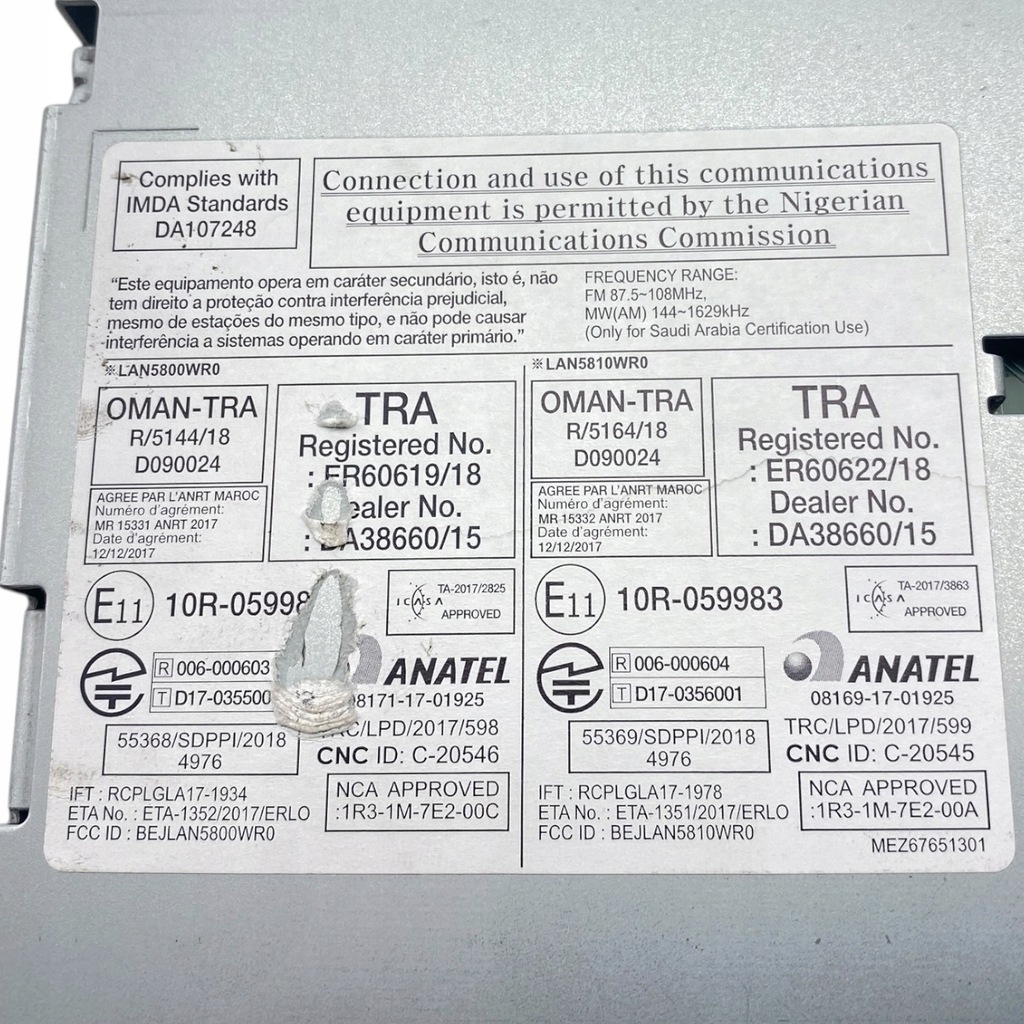 Complies with
IMDA Standards
DA107248
Connection and use of this communications
equipment is permitted by the Nigerian
Communications Commission
“Este equipamento opera em caráter secundário, isto é, não
tem direito a proteção contra interferência prejudicial,
mesmo de estações do mesmo tipo, e não pode causar
interferência a sistemas operando em caráter primário.”
FREQUENCY RANGE:
FM 87.5~108MHz,
MW(AM) 144~1629kHz
(Only for Saudi Arabia Certification Use)
※LAN5800WR0
OMAN-TRA
R/5144/18
D090024
TRA
Registered No.
: ER60619/18
Dealer No.
: DA38660/15
AGREE PAR L'ANRT MAROC
Numéro d'agrément:
MR 15331 ANRT 2017
Date d'agrément:
12/12/2017
E11
ICASA
TA-2017/2825
APPROVED
R 006-000603
T
ANATEL
CNC ID: C-20546
55368/SDPPI/2018
4976
IFT : RCPLGLA17-1934
ETA No. : ETA-1352/2017/ERLO
FCC ID : BEJLAN5800WR0
NCA APPROVED
:1R3-1M-7E2-00C
※LAN5810WR0
OMAN-TRA
R/5164/18
D090024
TRA
Registered No.
: ER60622/18
Dealer No.
: DA38660/15
AGREE PAR L'ANRT MAROC
Numéro d'agrément:
MR 15332 ANRT 2017
Date d'agrément:
12/12/2017
E11 10R-059983
ICASA
TA-2017/3863
APPROVED
R 006-000604
T D17-0356001
ANATEL
08169-17-01925
TRC/LPD/2017/599
CNC ID: C-20545
55369/SDPPI/2018
4976
IFT : RCPLGLA17-1978
ETA No. : ETA-1351/2017/ERLO
FCC ID : BEJLAN5810WR0
NCA APPROVED
:1R3-1M-7E2-00A
MEZ67651301